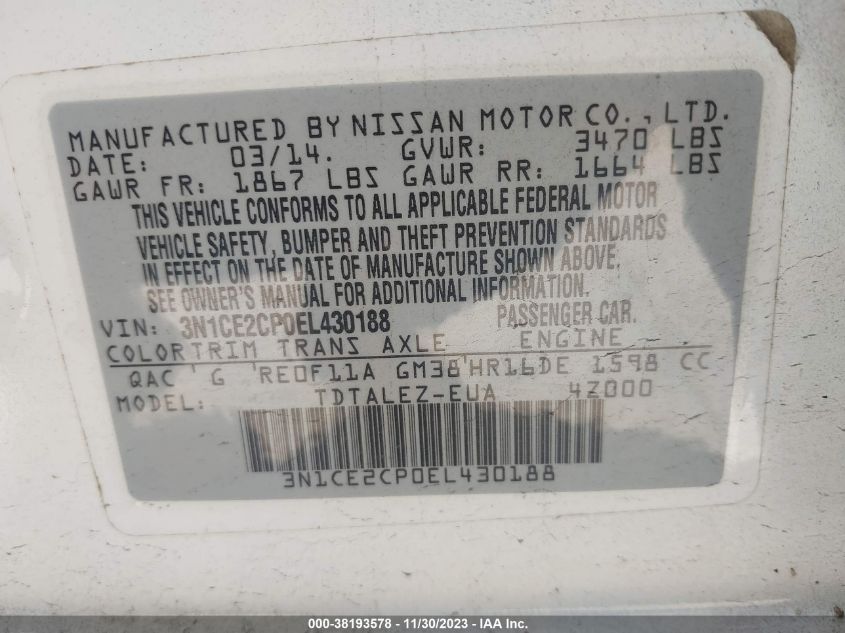 MANUFACTURED BY NISSAN MOTOR CO., LTD.
DATE: 03/14. GVWR: 3470 LBS
GAWR FR: 1867 LBS GAWR RR: 1664 LBS
THIS VEHICLE CONFORMS TO ALL APPLICABLE FEDERAL MOTOR
VEHICLE SAFETY, BUMPER AND THEFT PREVENTION STANDARDS
IN EFFECT ON THE DATE OF MANUFACTURE SHOWN ABOVE.
SEE OWNER'S MANUAL FOR ADDITIONAL INFORMATION.
VIN: 3N1CE2CP0EL430188 PASSENGER CAR.
COLOR TRIM TRANS AXLE ENGINE
QAC ' G ' RE0F11A GM38 ' HR16DE 1598 CC
MODEL: TDTALEZ-EUA 4Z000
3N1CE2CP0EL430188
000-38193578 - 11/30/2023 - IAA Inc.